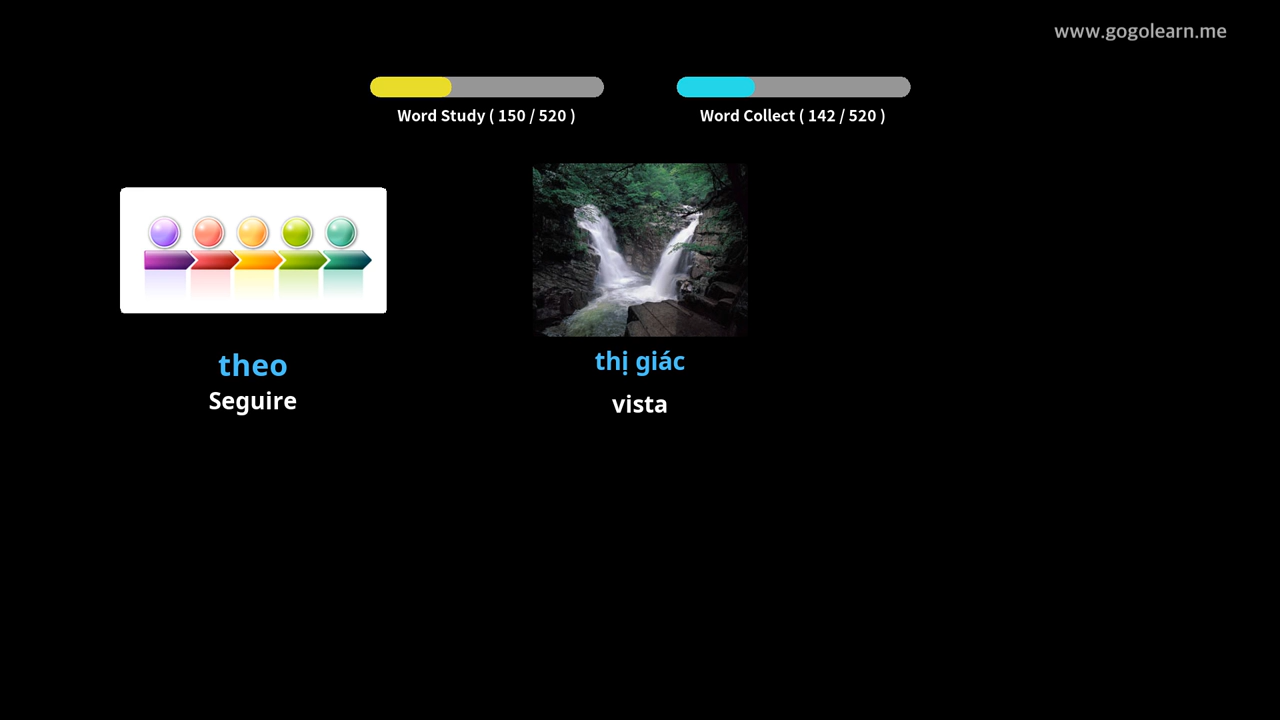 www.gogolearn.me
Word Study ( 150 / 520 )
Word Collect ( 142 / 520 )
theo
Seguire
thị giác
vista